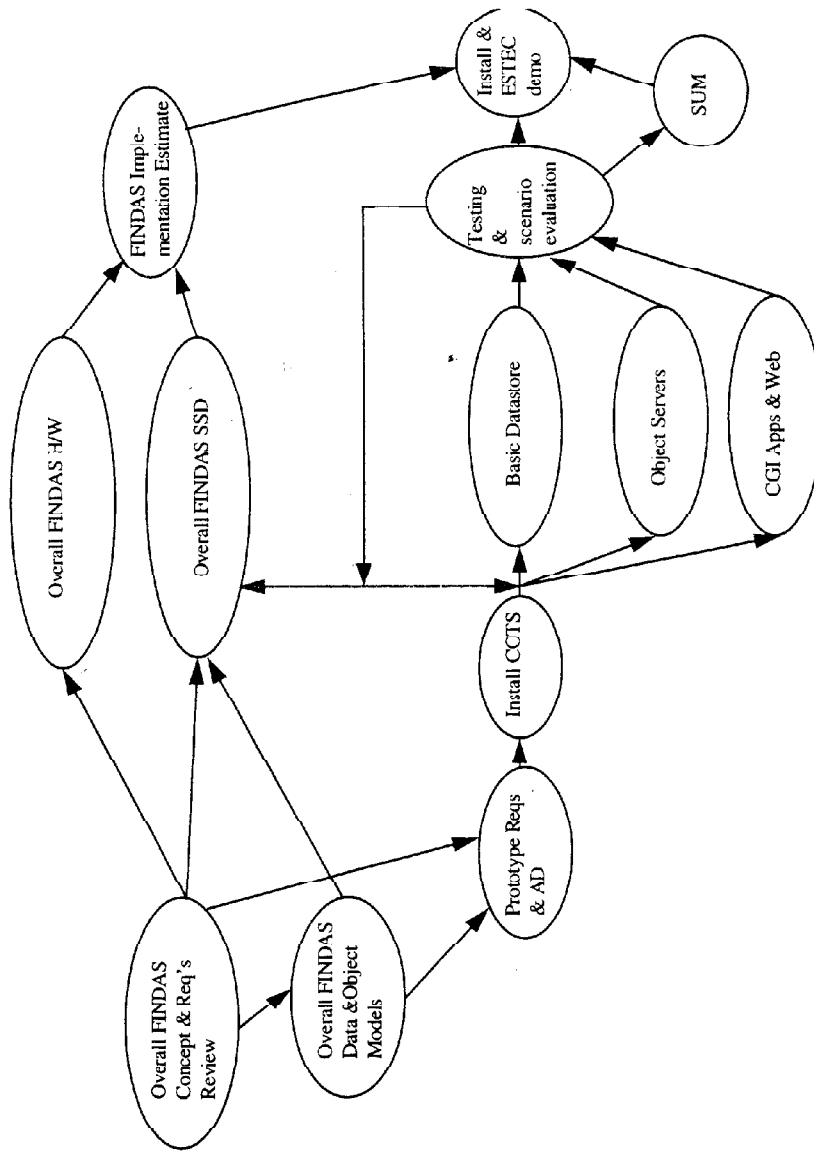 Overall FINDAS
Concept & Req's
Review
Overall FINDAS
Data &Object
Models
Overall FINDAS H/W
Overall FINDAS SSD
FINDAS Imple-
mentation Estimate
Prototype Reqs
& AD
Install COTS
Basic Datastore
Object Servers
CGI Apps & Web
Testing
&
scenario
evaluation
Install &
ESTEC
demo
SUM